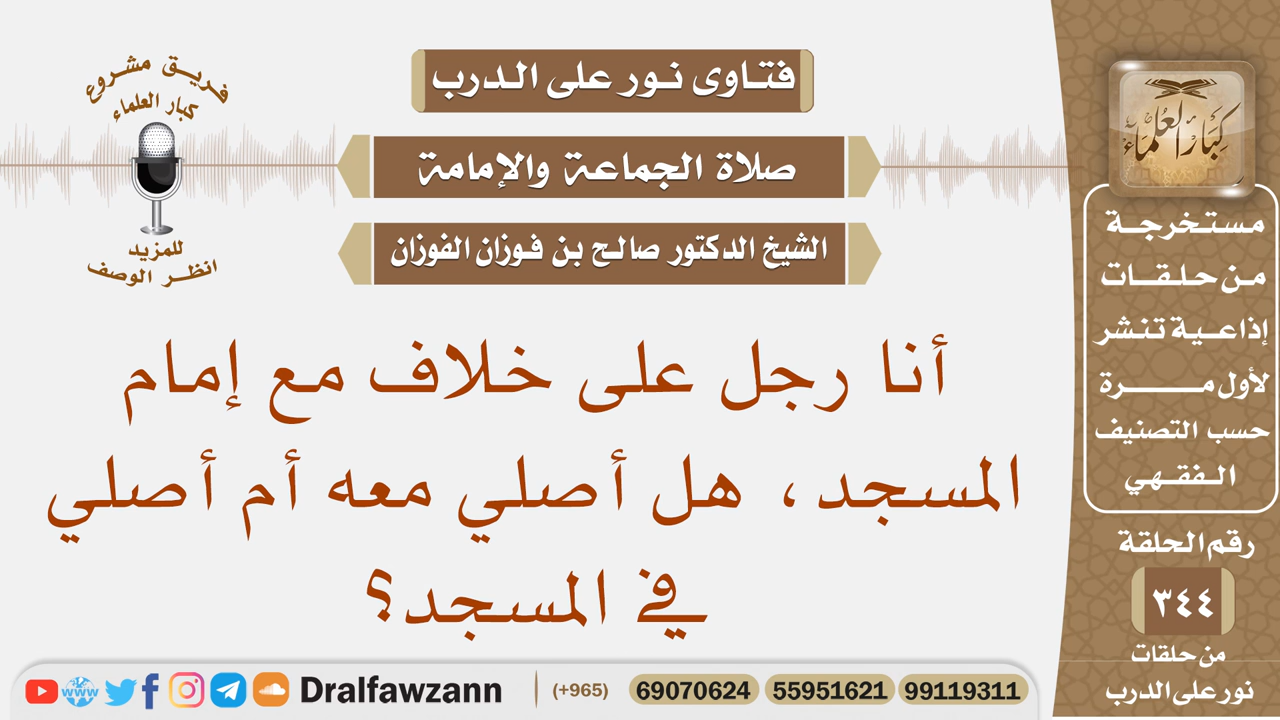 فتاوى نور على الدرب
صلاة الجماعة والإمامة
الشيخ الدكتور صالح بن فوزان الفوزان
أنا رجل على خلاف مع إمام
المسجد، هل أصلي معه أم أصلي
في المسجد؟
كبار العلماء
مستخرجة
من حلقات
إذاعية تنشر
لأول مرة
حسب التصنيف
الفقهي
رقم الحلقة
٣٤٤
من حلقات
نور على الدرب
فريق مشروع
كبار العلماء
للمزيد
انظر الوصف
www Dralfawzann (+965) 69070624 55951621 99119311